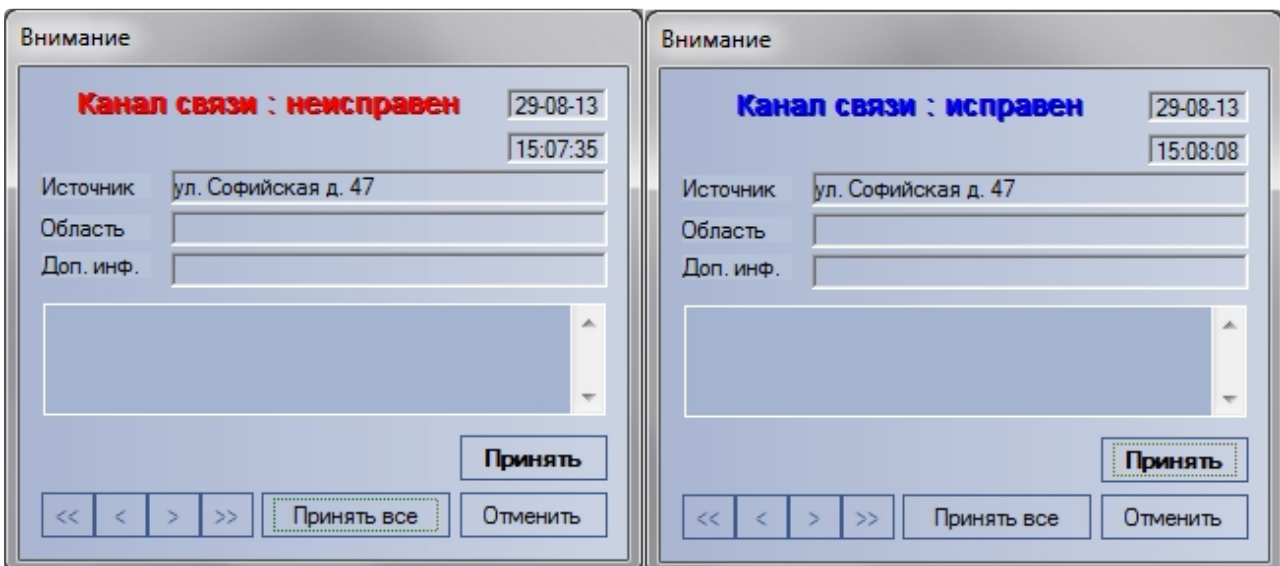 Внимание
Канал связи : неисправен
29-08-13
15:07:35
Источник ул. Софийская д. 47
Область
Доп. инф.
Принять
<< < > >> Принять все Отменить
Внимание
Канал связи : исправен
29-08-13
15:08:08
Источник ул. Софийская д. 47
Область
Доп. инф.
Принять
<< < > >> Принять все Отменить